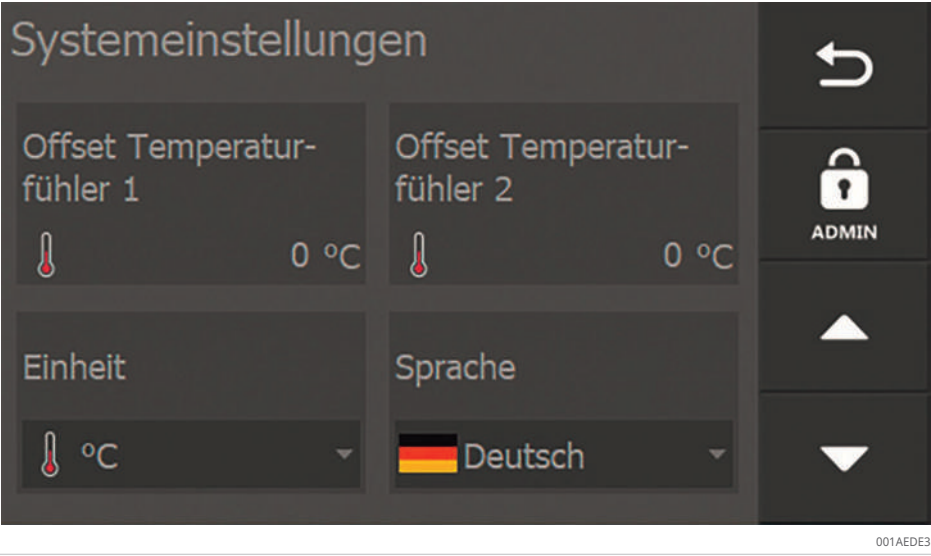 Systemeinstellungen
Offset Temperatur-
fühler 1
0 °C
Offset Temperatur-
fühler 2
0 °C
Einheit
°C
Sprache
Deutsch
ADMIN
001AEDE3